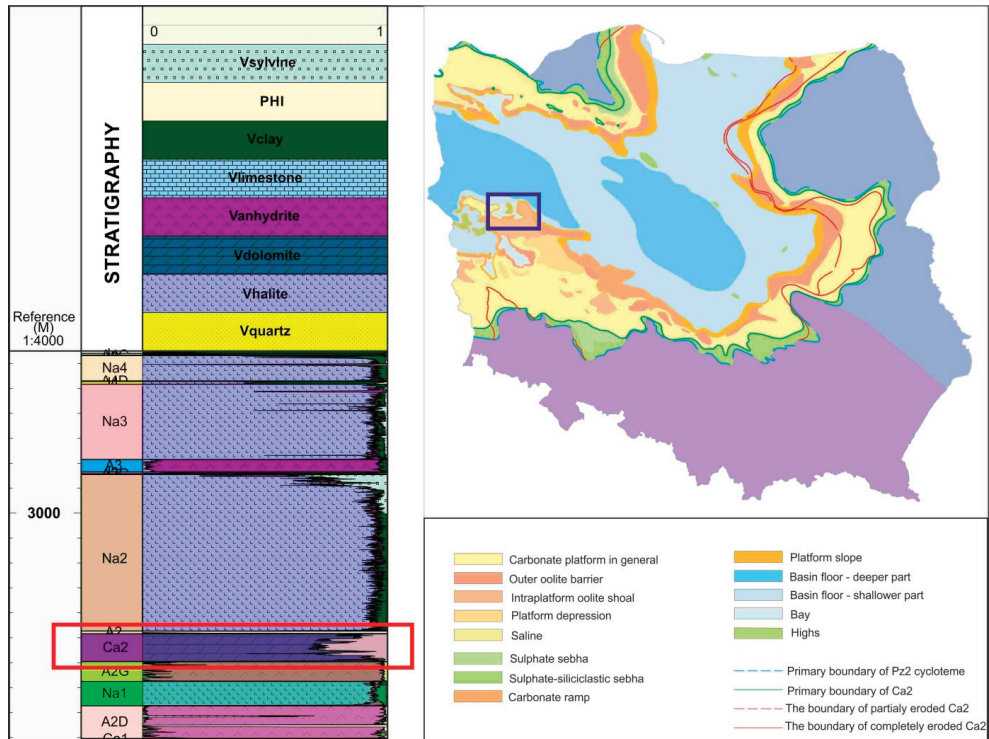 0 1
STRATIGRAPHY
Reference
(M)
1:4000
Vsylvine
PHI
Vclay
Vlimestone
Vanhydrite
Vdolomite
Vhalite
Vquartz
Na4
Na3
A3
3000
Na2
A2
Ca2
A2G
Na1
A2D
Ca1
Carbonate platform in general
Outer oolite barrier
Intraplatform oolite shoal
Platform depression
Saline
Sulphate sebha
Sulphate-siliciclastic sebha
Carbonate ramp
Platform slope
Basin floor - deeper part
Basin floor - shallower part
Bay
Highs
Primary boundary of Pz2 cycloteme
Primary boundary of Ca2
The boundary of partialy eroded Ca2
The boundary of completely eroded Ca2